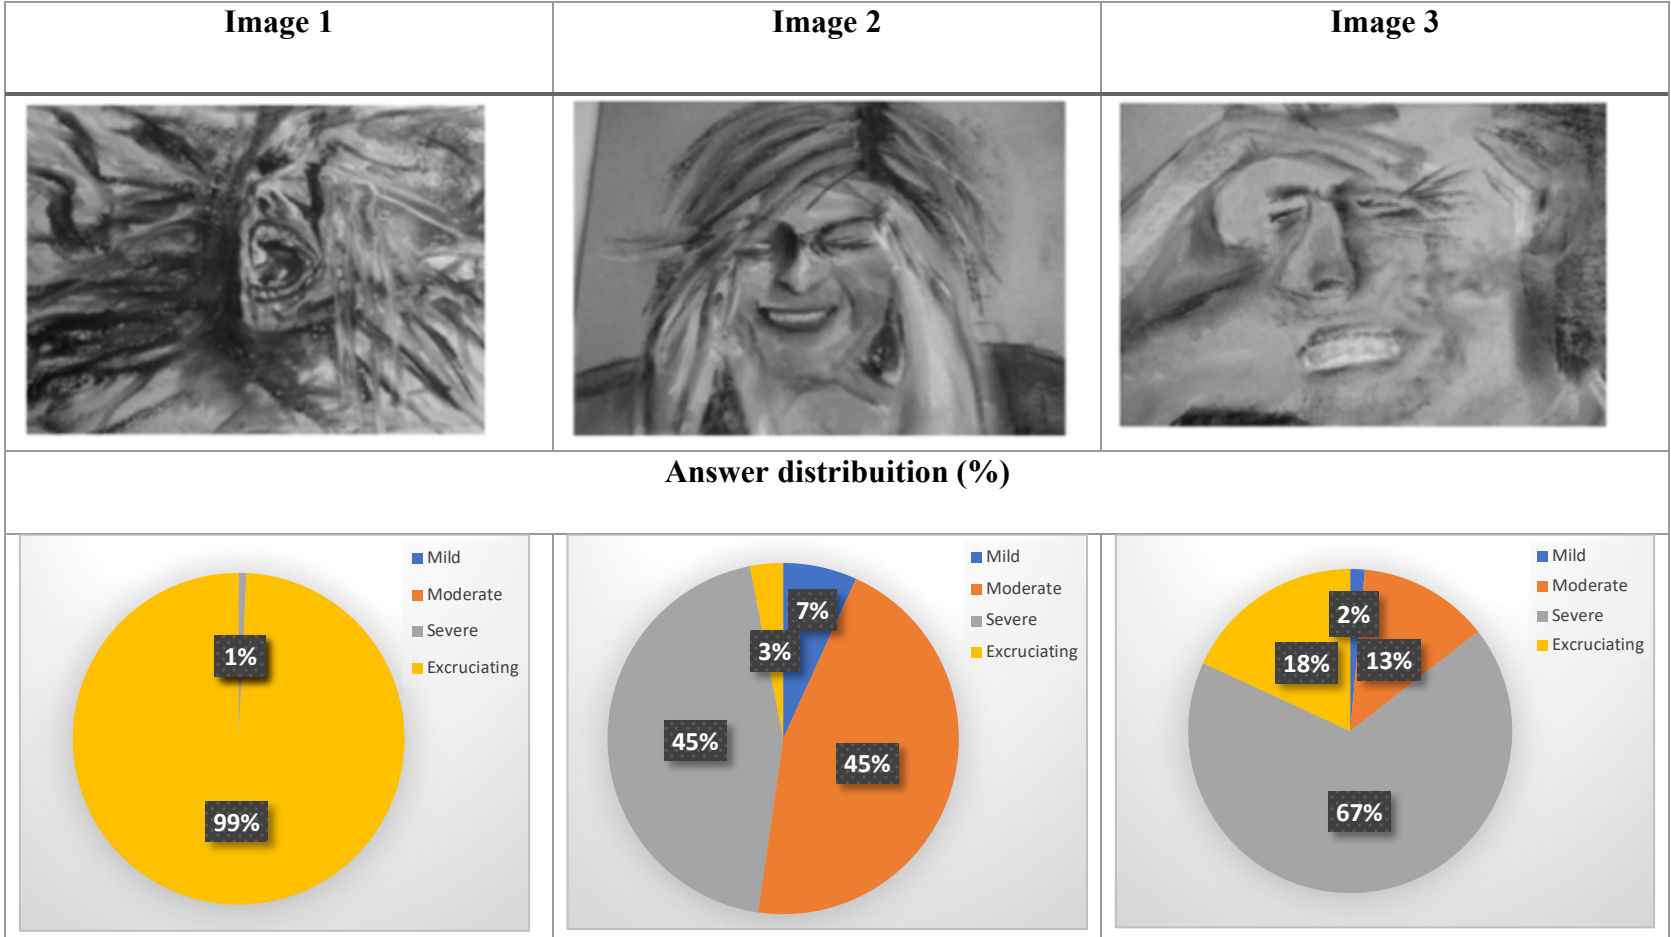 Image 1
Image 2
Image 3
Answer distribuition (%)
Mild
Moderate
Severe
Excruciating
1%
99%
Mild
Moderate
Severe
Excruciating
7%
3%
45%
45%
Mild
Moderate
Severe
Excruciating
2%
18%
13%
67%